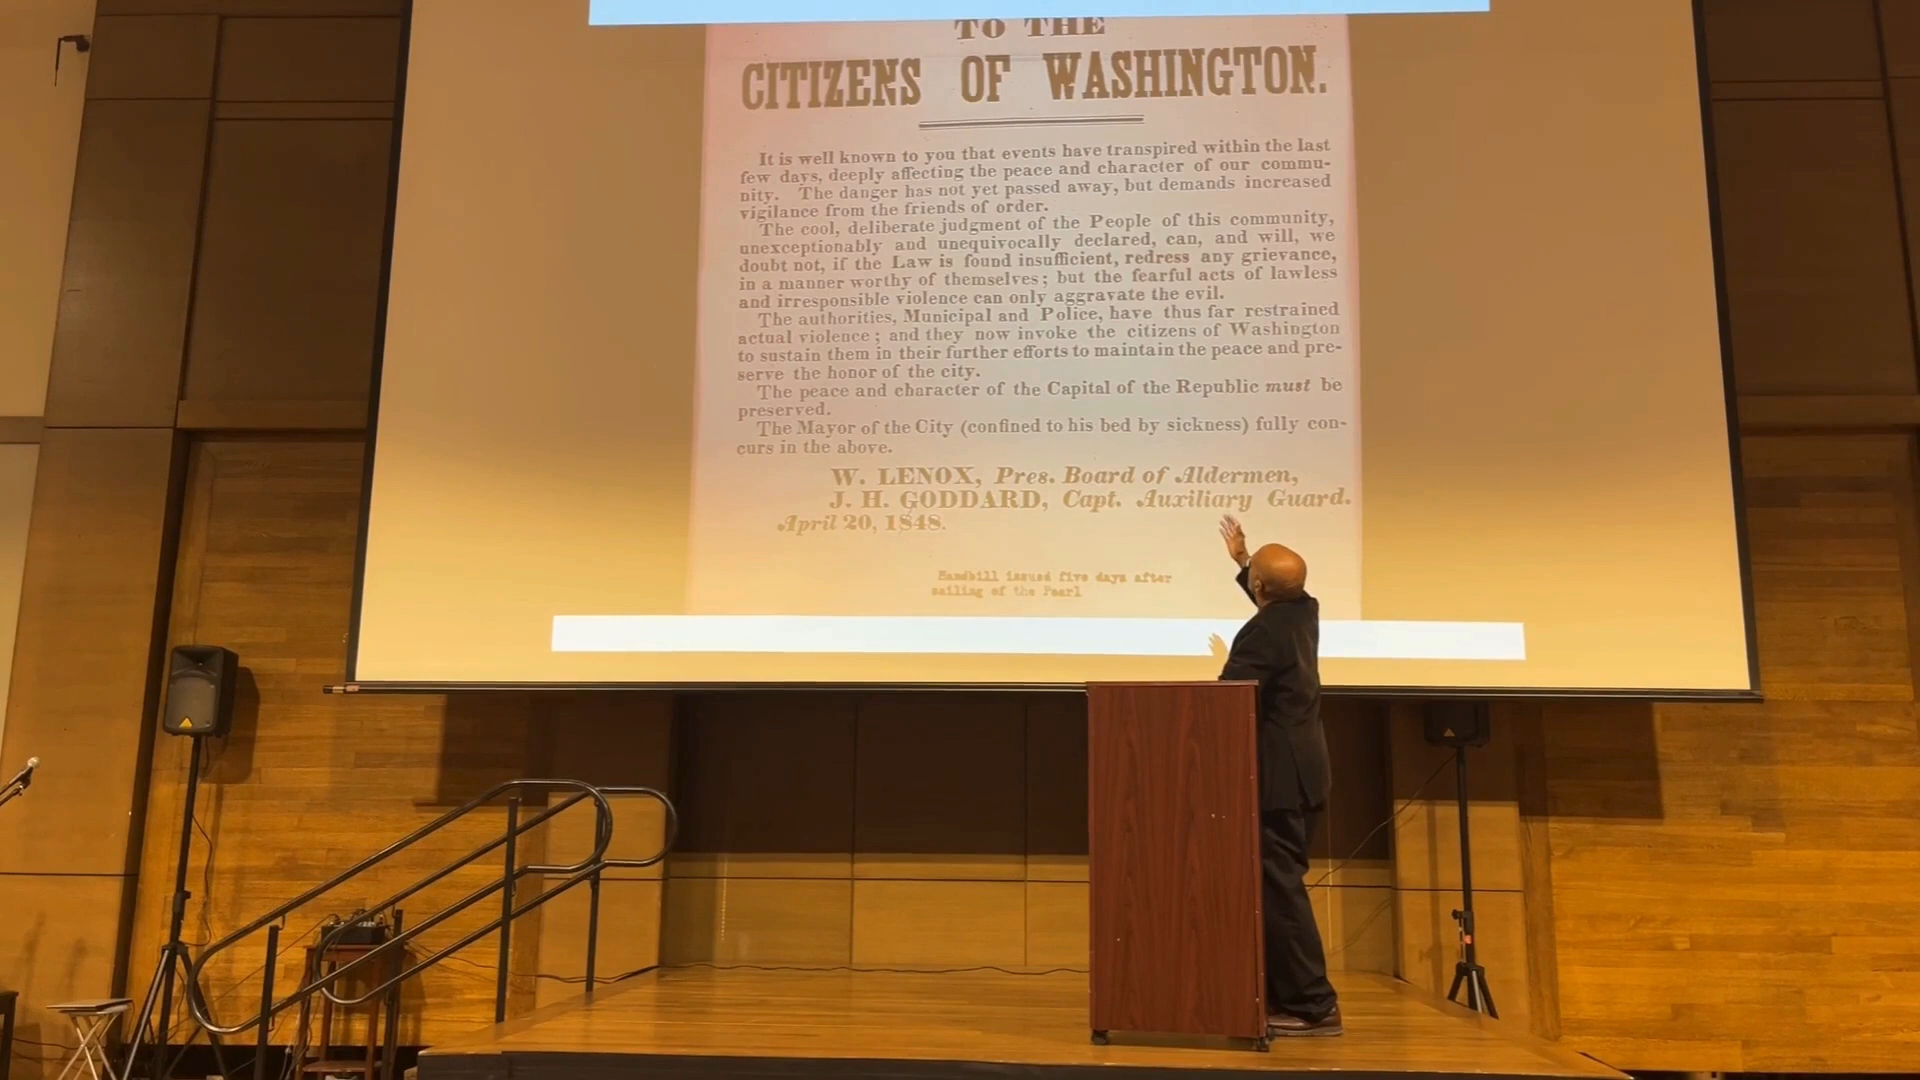 TO THE
CITIZENS OF WASHINGTON.
It is well known to you that events have transpired within the last
few days, deeply affecting the peace and character of our commu-
nity. The danger has not yet passed away, but demands increased
vigilance from the friends of order.
The cool, deliberate judgment of the People of this community,
unexceptionably and unequivocally declared, can, and will, we
doubt not, if the Law is found insufficient, redress any grievance,
in a manner worthy of themselves; but the fearful acts of lawless
and irresponsible violence can only aggravate the evil.
The authorities, Municipal and Police, have thus far restrained
actual violence; and they now invoke the citizens of Washington
to sustain them in their further efforts to maintain the peace and pre-
serve the honor of the city.
The peace and character of the Capital of the Republic must be
preserved.
The Mayor of the City (confined to his bed by sickness) fully con-
curs in the above.
W. LENOX, Pres. Board of Aldermen,
J. H. GODDARD, Capt. Auxiliary Guard.
April 20, 1848.
Handbill issued five days after
sailing of the Pearl